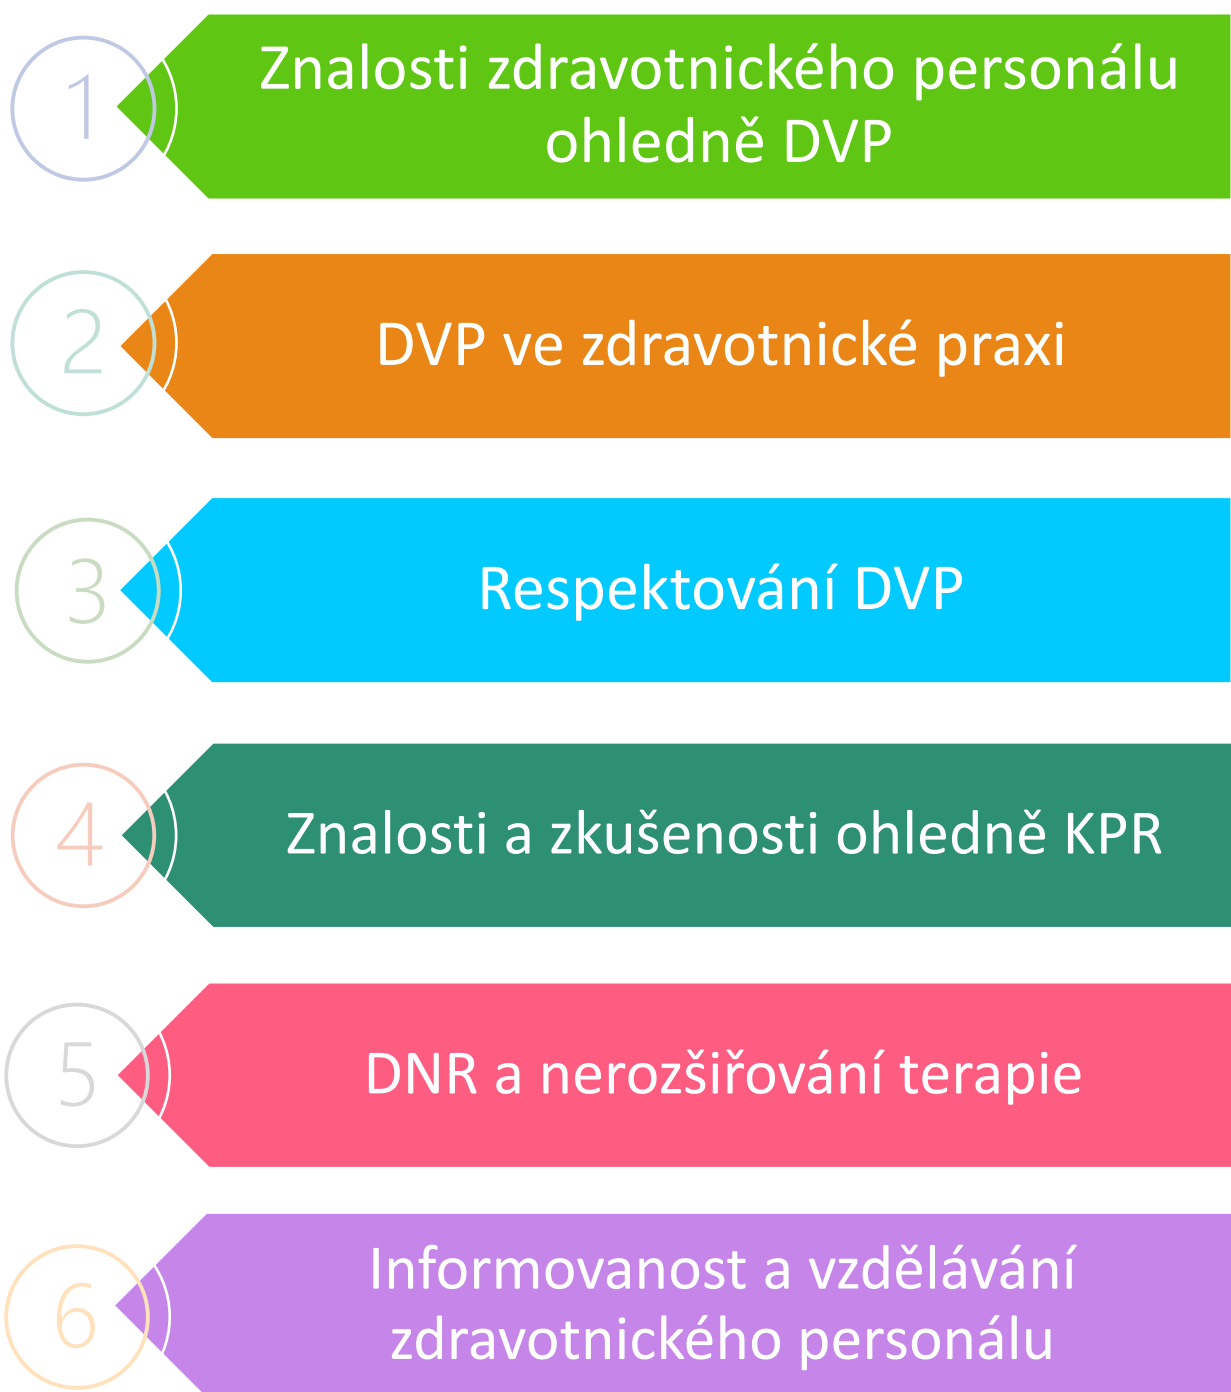 1
Znalosti zdravotnického personálu
ohledně DVP
2
DVP ve zdravotnické praxi
3
Respektování DVP
4
Znalosti a zkušenosti ohledně KPR
5
DNR a nerozšiřování terapie
6
Informovanost a vzdělávání
zdravotnického personálu